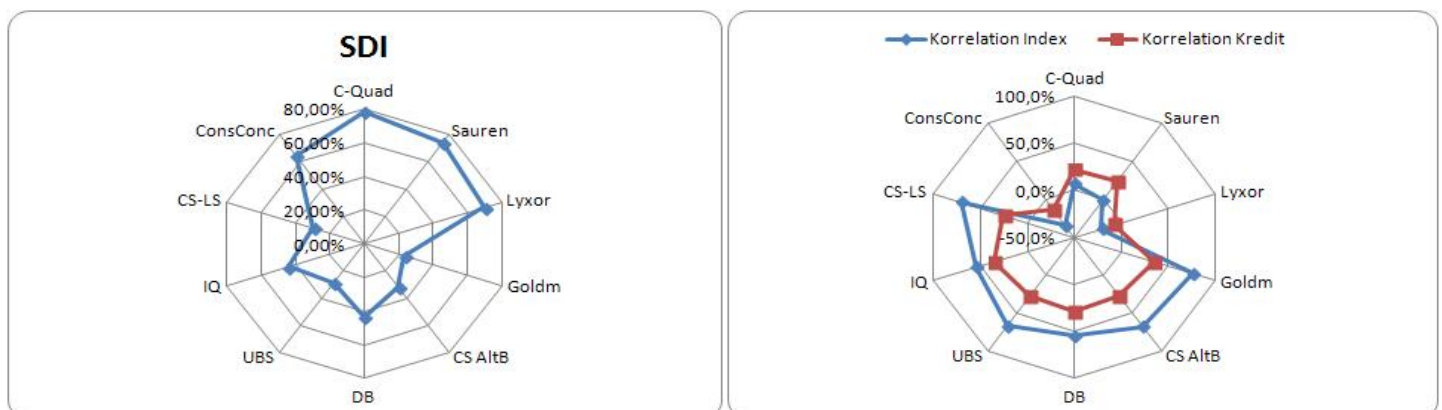 SDI
C-Quad
80,00%
ConsConc
Sauren
60,00%
40,00%
CS-LS
Lyxor
20,00%
0,00%
IQ
Goldm
UBS
CS AltB
DB
Korrelation Index
Korrelation Kredit
C-Quad
100,0%
ConsConc
Sauren
50,0%
CS-LS
Lyxor
0,0%
-50,0%
IQ
Goldm
UBS
CS AltB
DB